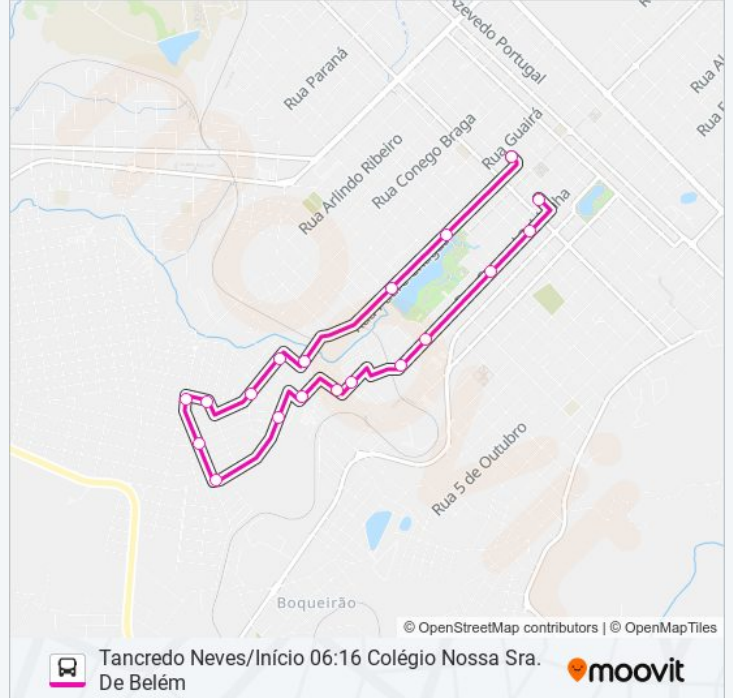 Azevedo Portugal
Rua Paraná
Rua Guairá
Rua Conego Braga
Rua Arlindo Ribeiro
Rua 5 de Outubro
Boqueirão
© OpenStreetMap contributors | © OpenMapTiles
Tancredo Neves/Início 06:16 Colégio Nossa Sra.
De Belém
moovit